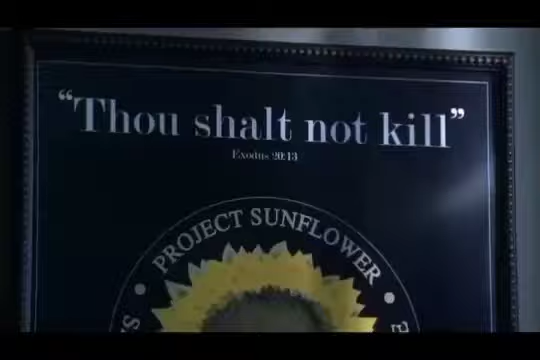 “Thou shalt not kill”
Exodus 20:13
• PROJECT SUNFLOWER •